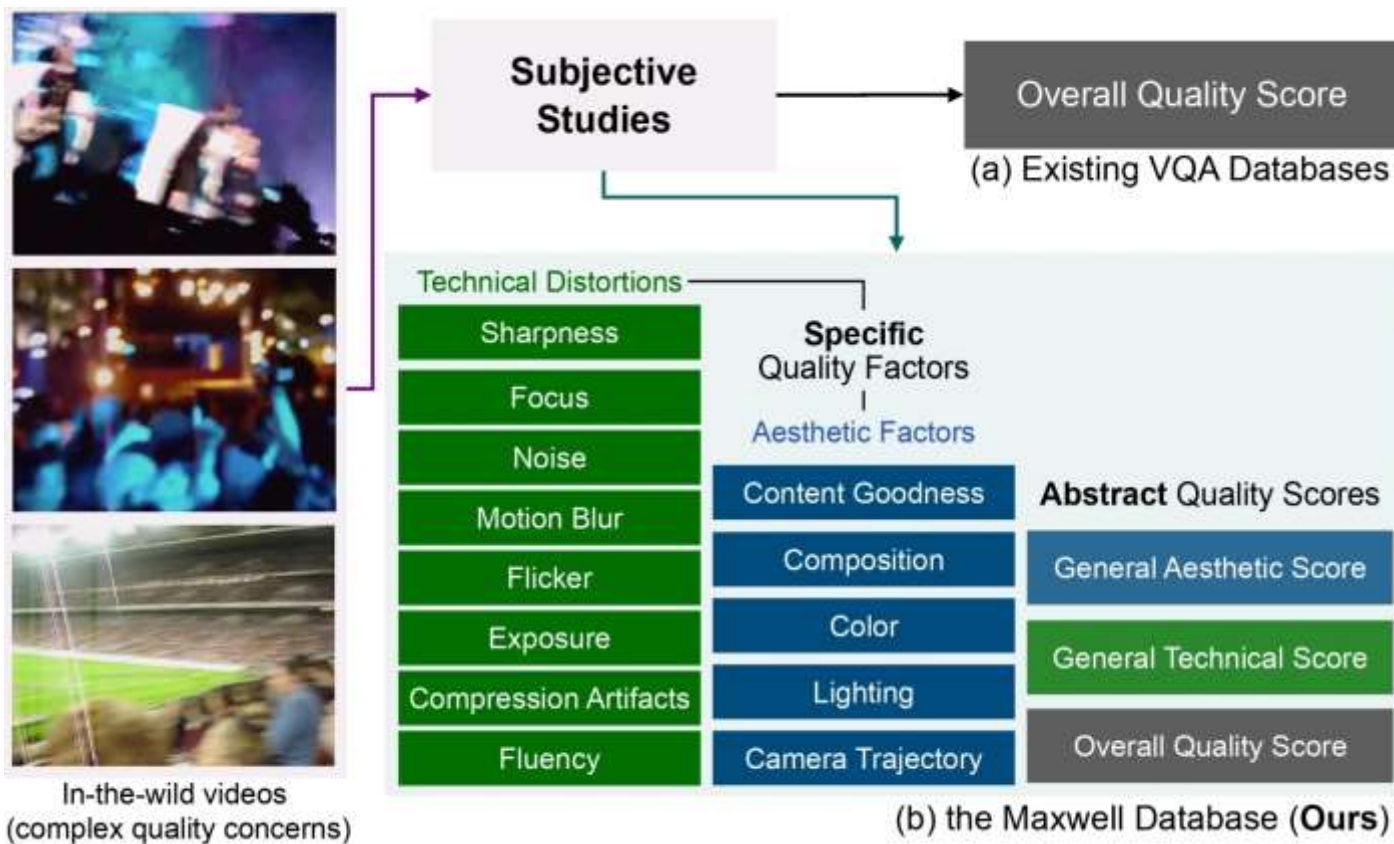 Subjective
Studies
Overall Quality Score
(a) Existing VQA Databases
Technical Distortions
Sharpness
Focus
Noise
Motion Blur
Flicker
Exposure
Compression Artifacts
Fluency
Specific
Quality Factors
Aesthetic Factors
Content Goodness
Composition
Color
Lighting
Camera Trajectory
Abstract Quality Scores
General Aesthetic Score
General Technical Score
Overall Quality Score
In-the-wild videos
(complex quality concerns)
(b) the Maxwell Database (Ours)